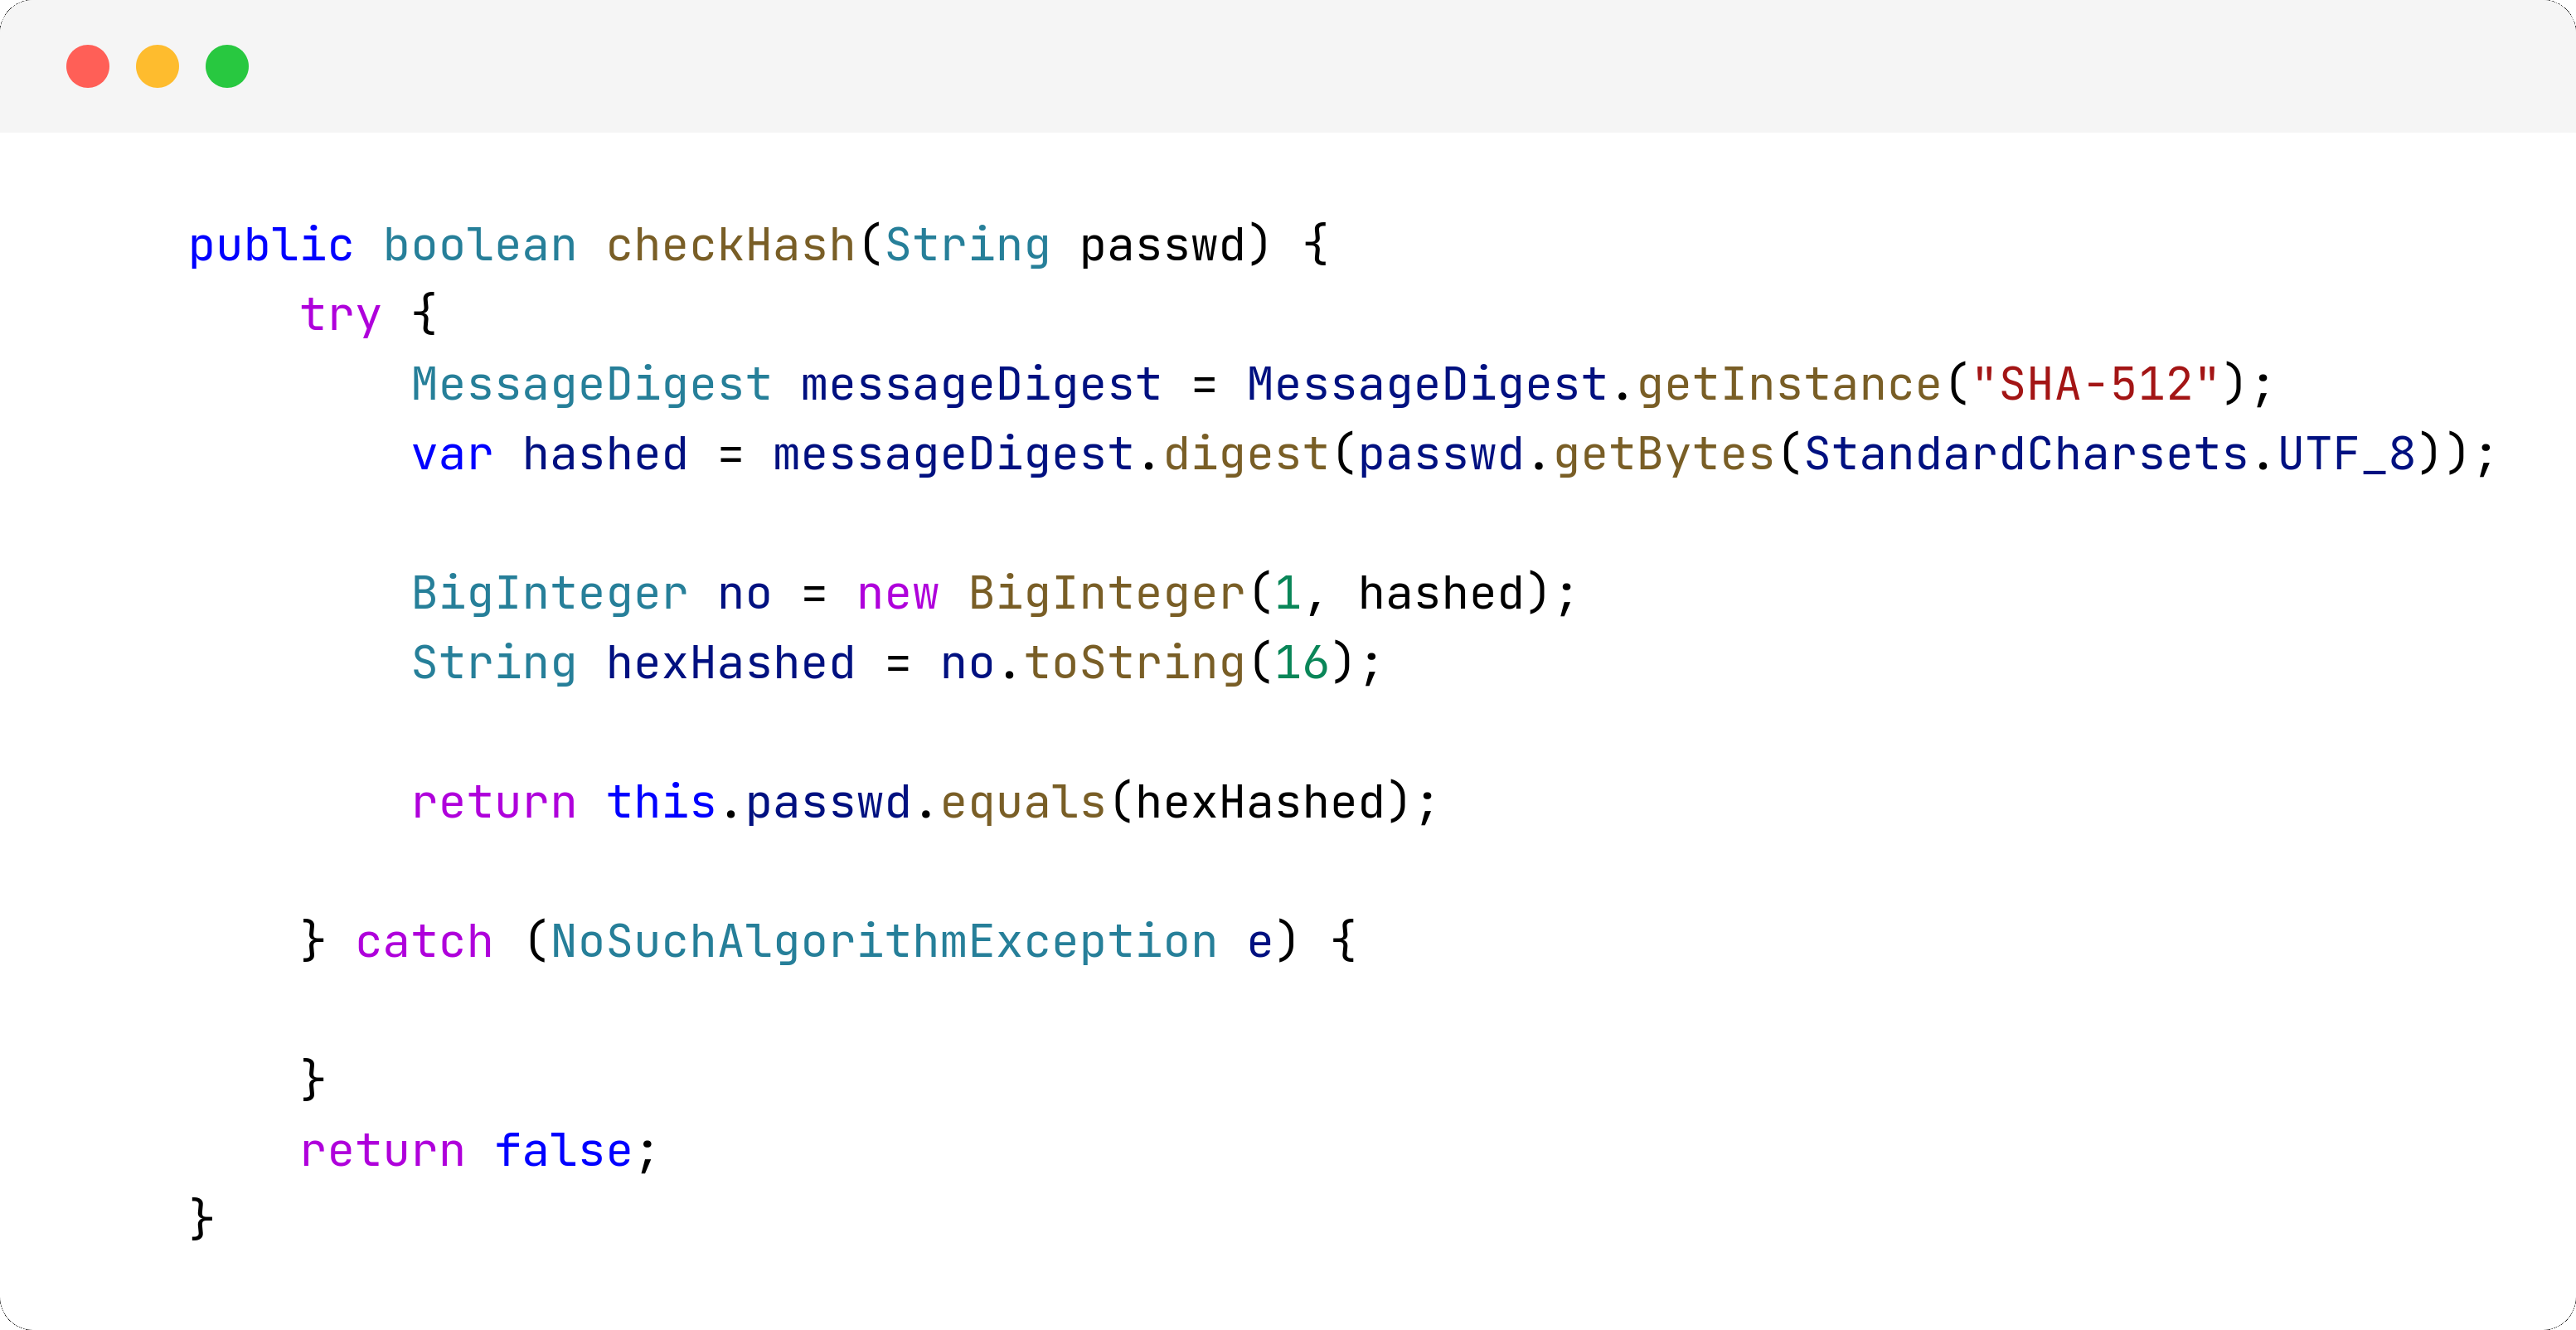 public boolean checkHash(String passwd) {
    try {
        MessageDigest messageDigest = MessageDigest.getInstance("SHA-512");
        var hashed = messageDigest.digest(passwd.getBytes(StandardCharsets.UTF_8));

        BigInteger no = new BigInteger(1, hashed);
        String hexHashed = no.toString(16);

        return this.passwd.equals(hexHashed);

    } catch (NoSuchAlgorithmException e) {

    }
    return false;
}